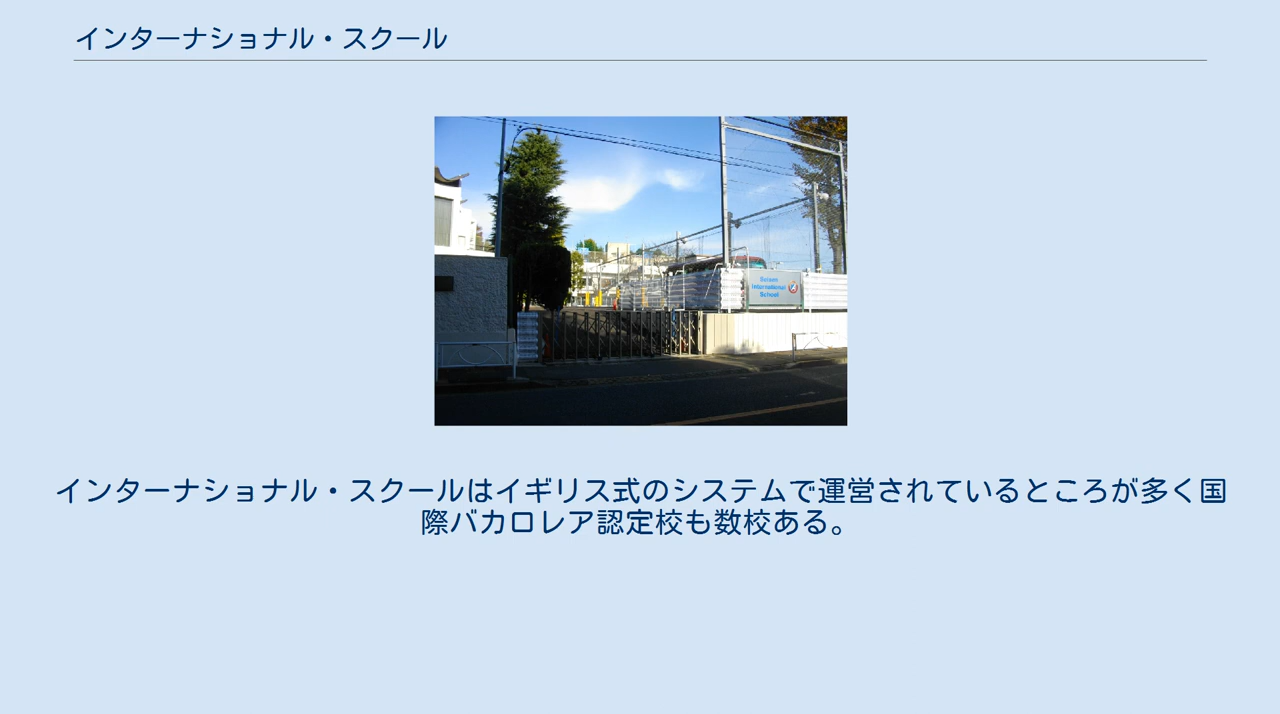 インターナショナル・スクール
Seisen
International
School
インターナショナル・スクールはイギリス式のシステムで運営されているところが多く国
際バカロレア認定校も数校ある。